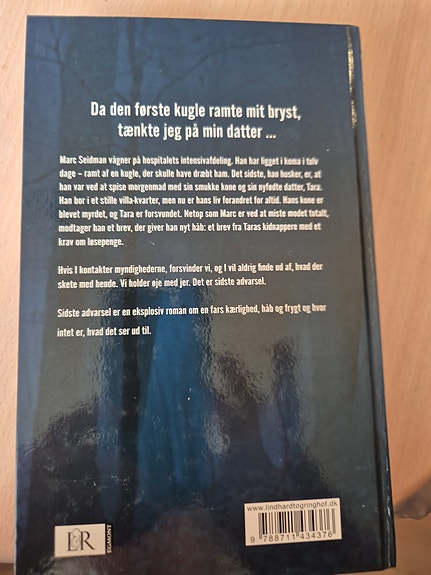 Da den første kugle ramte mit bryst,
tænkte jeg på min datter ...
Marc Seidman vågner på hospitalets intensivafdeling. Han har ligget i koma i tolv
dage – ramt af en kugle, der skulle have dræbt ham. Det sidste, han husker, er, at
han var ved at spise morgenmad med sin smukke kone og sin nyfødte datter, Tara.
Han bor i et stille villa-kvarter, men nu er hans liv forandret for altid. Hans kone er
blevet myrdet, og Tara er forsvundet. Netop som Marc er ved at miste modet totalt,
modtager han et brev, der giver han nyt håb: et brev fra Taras kidnappere med et
krav om løsepenge.
Hvis I kontakter myndighederne, forsvinder vi, og I vil aldrig finde ud af, hvad der
skete med hende. Vi holder øje med jer. Det er sidste advarsel.
Sidste advarsel er en eksplosiv roman om en fars kærlighed, håb og frygt og hvor
intet er, hvad det ser ud til.
www.lindhardtogringhof.dk
9 788711 434376
LR
EGMONT